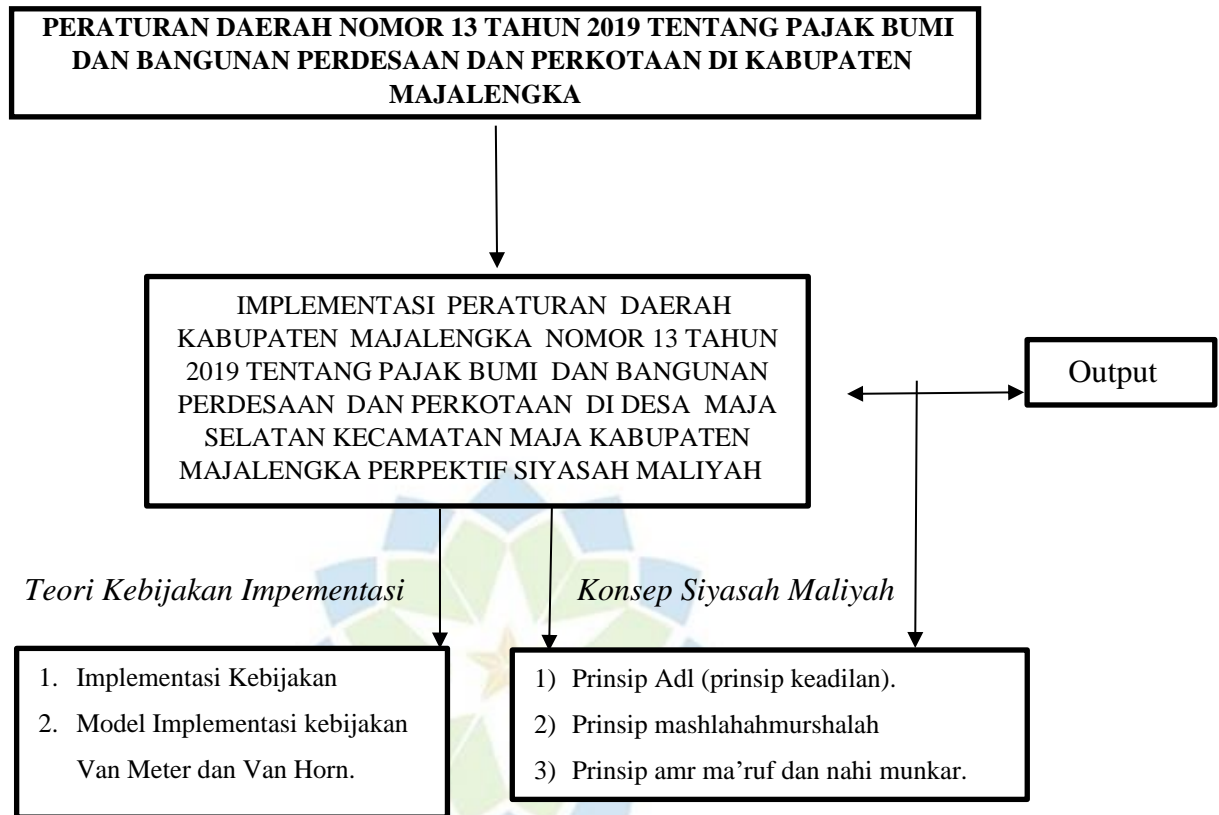 PERATURAN DAERAH NOMOR 13 TAHUN 2019 TENTANG PAJAK BUMI
DAN BANGUNAN PERDESAAN DAN PERKOTAAN DI KABUPATEN
MAJALENGKA
IMPLEMENTASI PERATURAN DAERAH
KABUPATEN MAJALENGKA NOMOR 13 TAHUN
2019 TENTANG PAJAK BUMI DAN BANGUNAN
PERDESAAN DAN PERKOTAAN DI DESA MAJA
SELATAN KECAMATAN MAJA KABUPATEN
MAJALENGKA PERPEKTIF SIYASAH MALIYAH
Output
Teori Kebijakan Impementasi
Konsep Siyasah Maliyah
1. Implementasi Kebijakan
2. Model Implementasi kebijakan
Van Meter dan Van Horn.
1) Prinsip Adl (prinsip keadilan).
2) Prinsip mashlahahmurshalah
3) Prinsip amr ma’ruf dan nahi munkar.